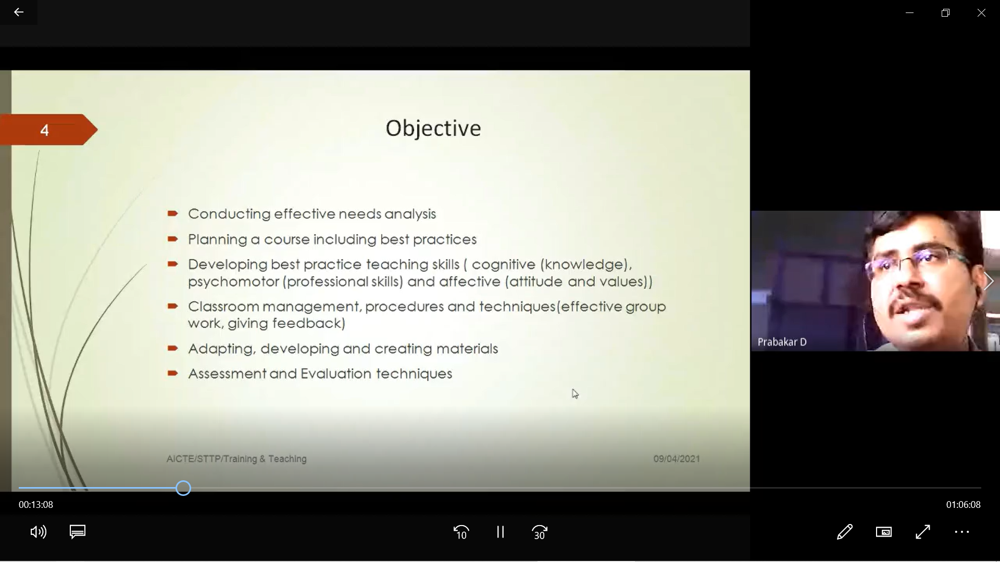 4
Objective
Conducting effective needs analysis
Planning a course including best practices
Developing best practice teaching skills ( cognitive (knowledge),
psychomotor (professional skills) and affective (attitude and values))
Classroom management, procedures and techniques(effective group
work, giving feedback)
Adapting, developing and creating materials
Assessment and Evaluation techniques
AICTE/STTP/Training & Teaching
09/04/2021
Prabakar D
00:13:08
01:06:08
10
30